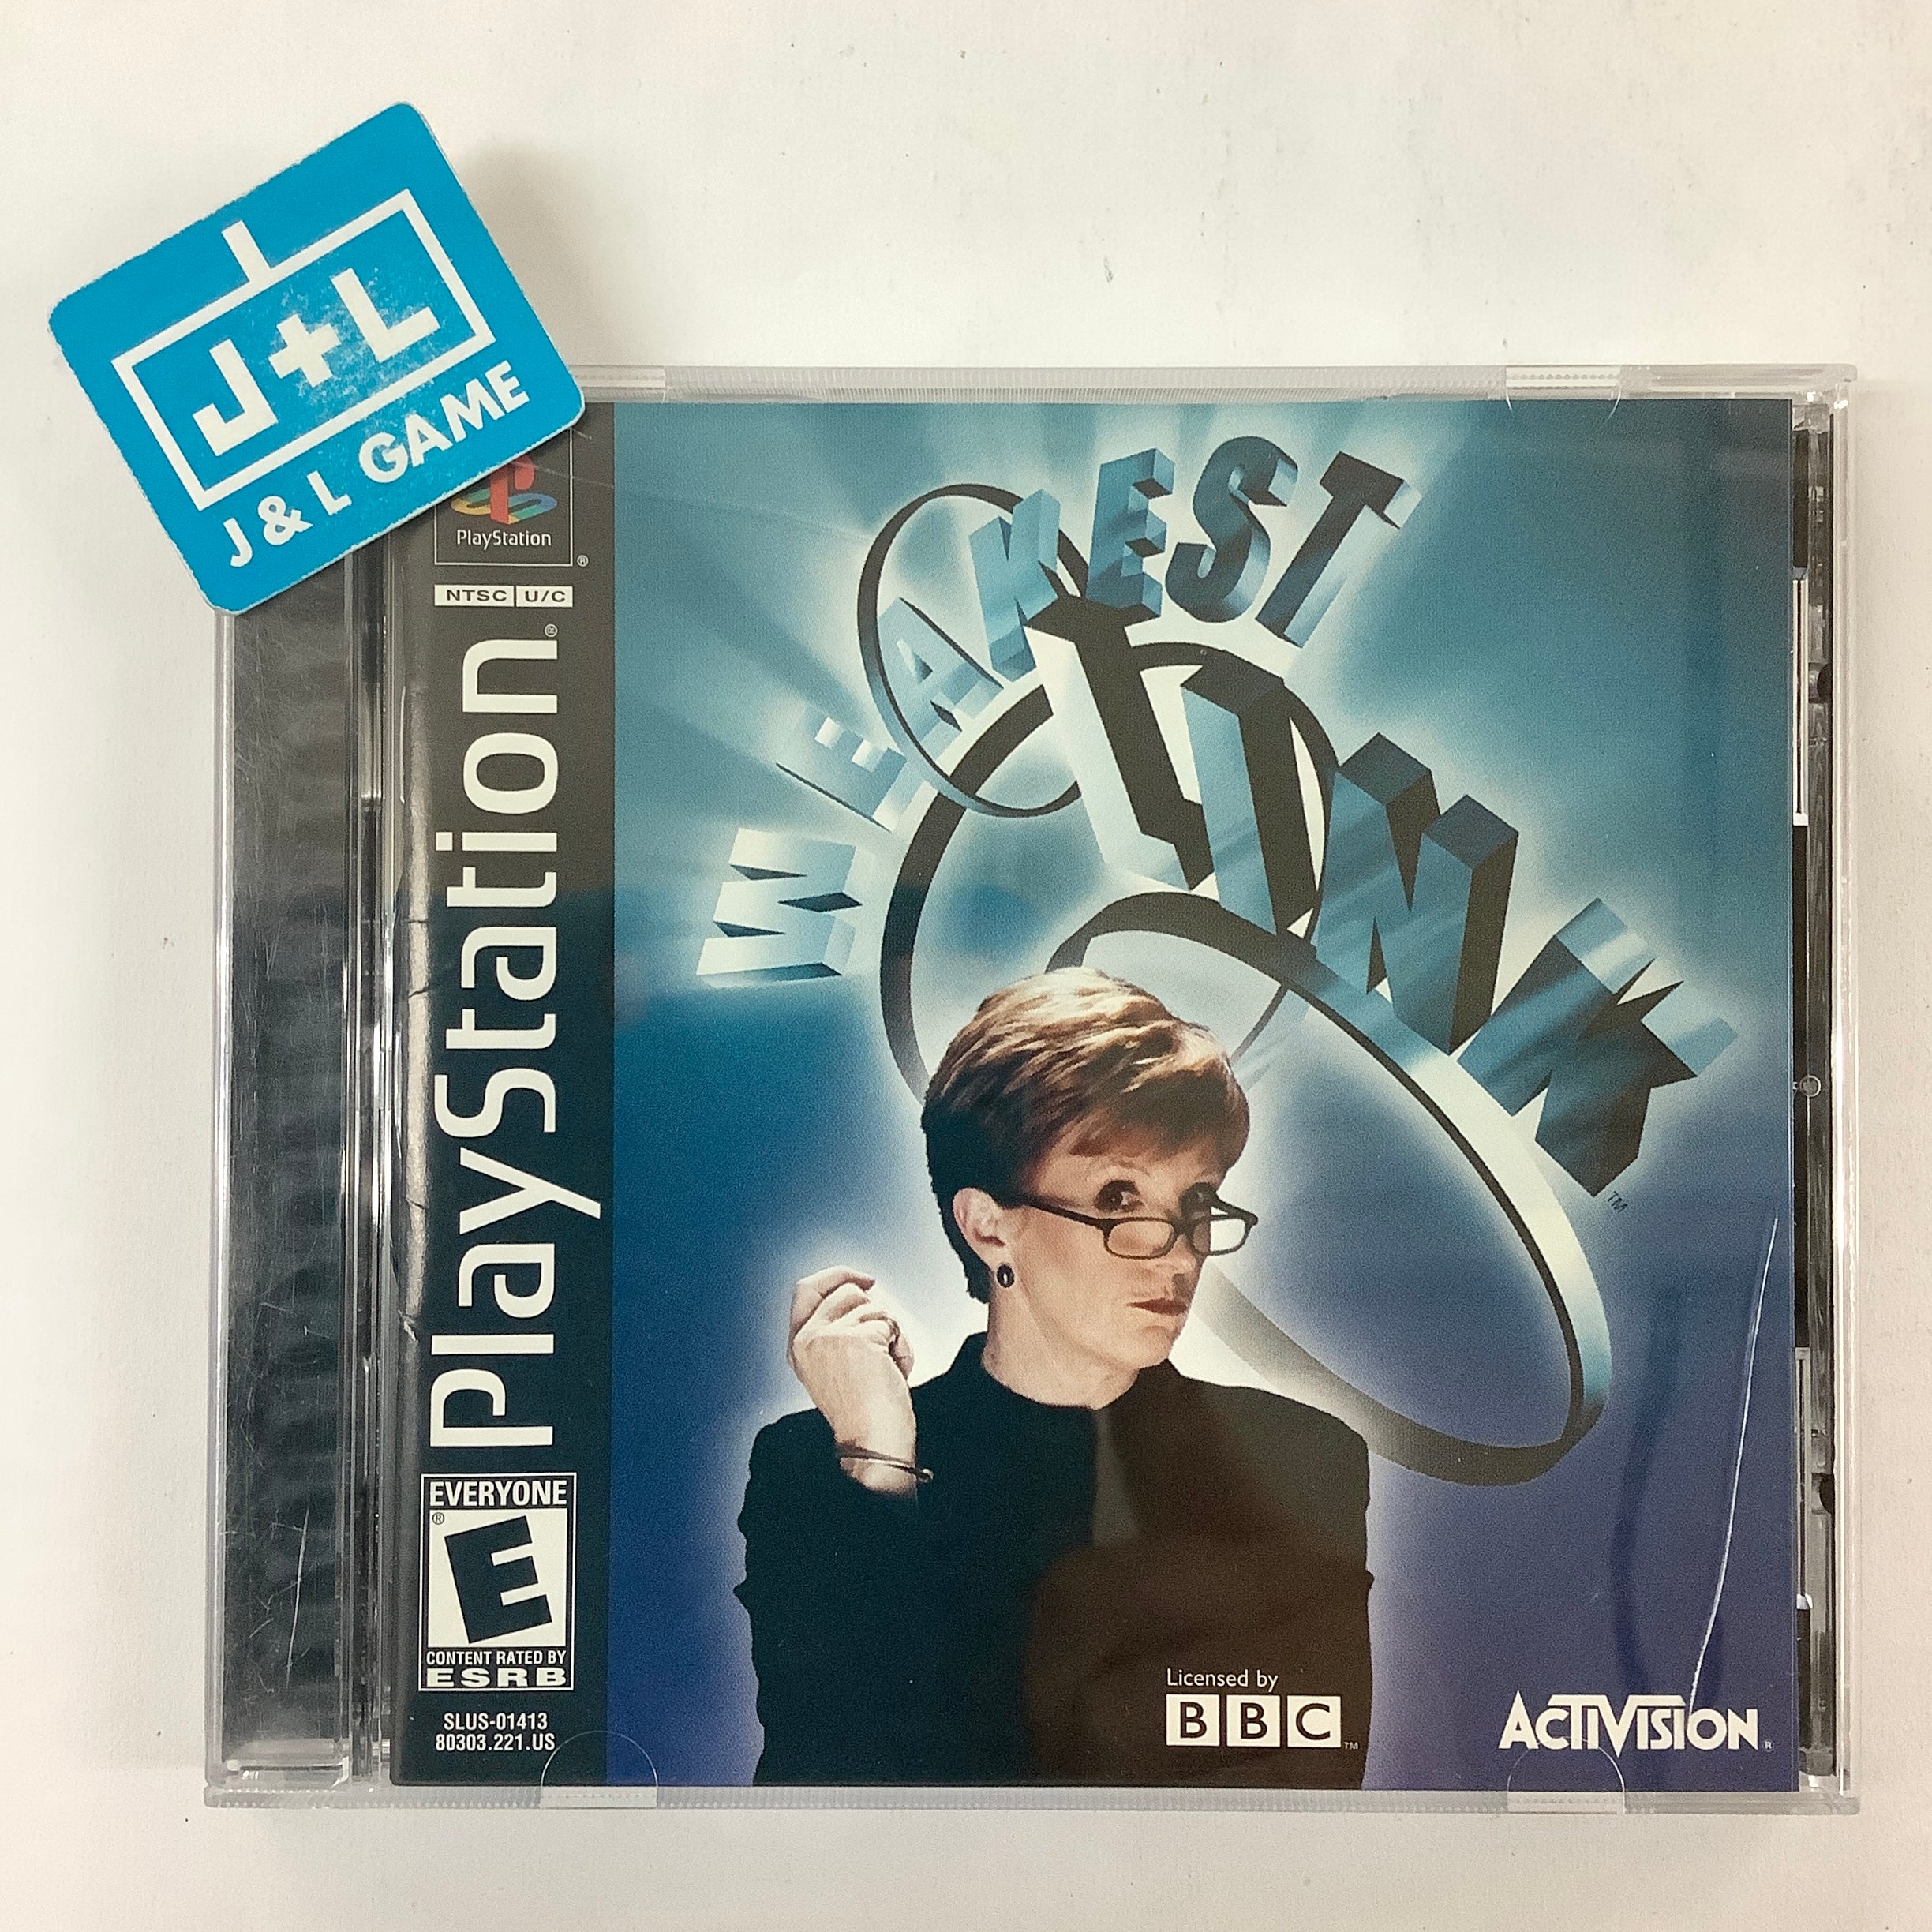 J+L
J & L GAME
PlayStation
®
NTSC U/C
PlayStation®
WEAKEST
LINK
™
EVERYONE
E
®
CONTENT RATED BY
ESRB
SLUS-01413
80303.221.US
Licensed by
BBC™
ACTIVISION®